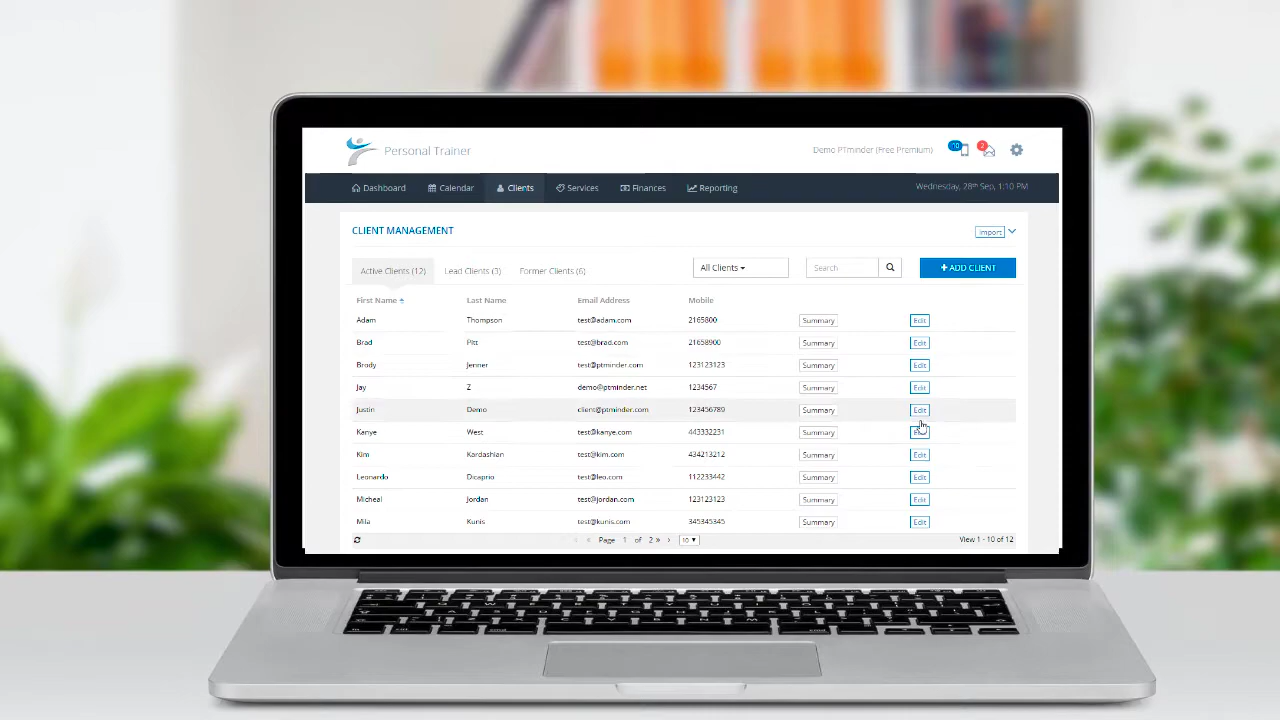 Personal Trainer
Demo PTminder (Free Premium) 10 2
Dashboard Calendar Clients Services Finances Reporting Wednesday, 28th Sep, 1:10 PM
CLIENT MANAGEMENT Import
Active Clients (12) Lead Clients (3) Former Clients (6) All Clients Search + ADD CLIENT
First Name Last Name Email Address Mobile
Adam Thompson test@adam.com 2165800 Summary Edit
Brad Pitt test@brad.com 21658900 Summary Edit
Brody Jenner test@ptminder.com 123123123 Summary Edit
Jay Z demo@ptminder.net 1234567 Summary Edit
Justin Demo client@ptminder.com 123456789 Summary Edit
Kanye West test@kanye.com 443332231 Summary Edit
Kim Kardashian test@kim.com 434213212 Summary Edit
Leonardo Dicaprio test@leo.com 112233442 Summary Edit
Micheal Jordan test@jordan.com 123123123 Summary Edit
Mila Kunis test@kunis.com 345345345 Summary Edit
Page 1 of 2 10 View 1 - 10 of 12